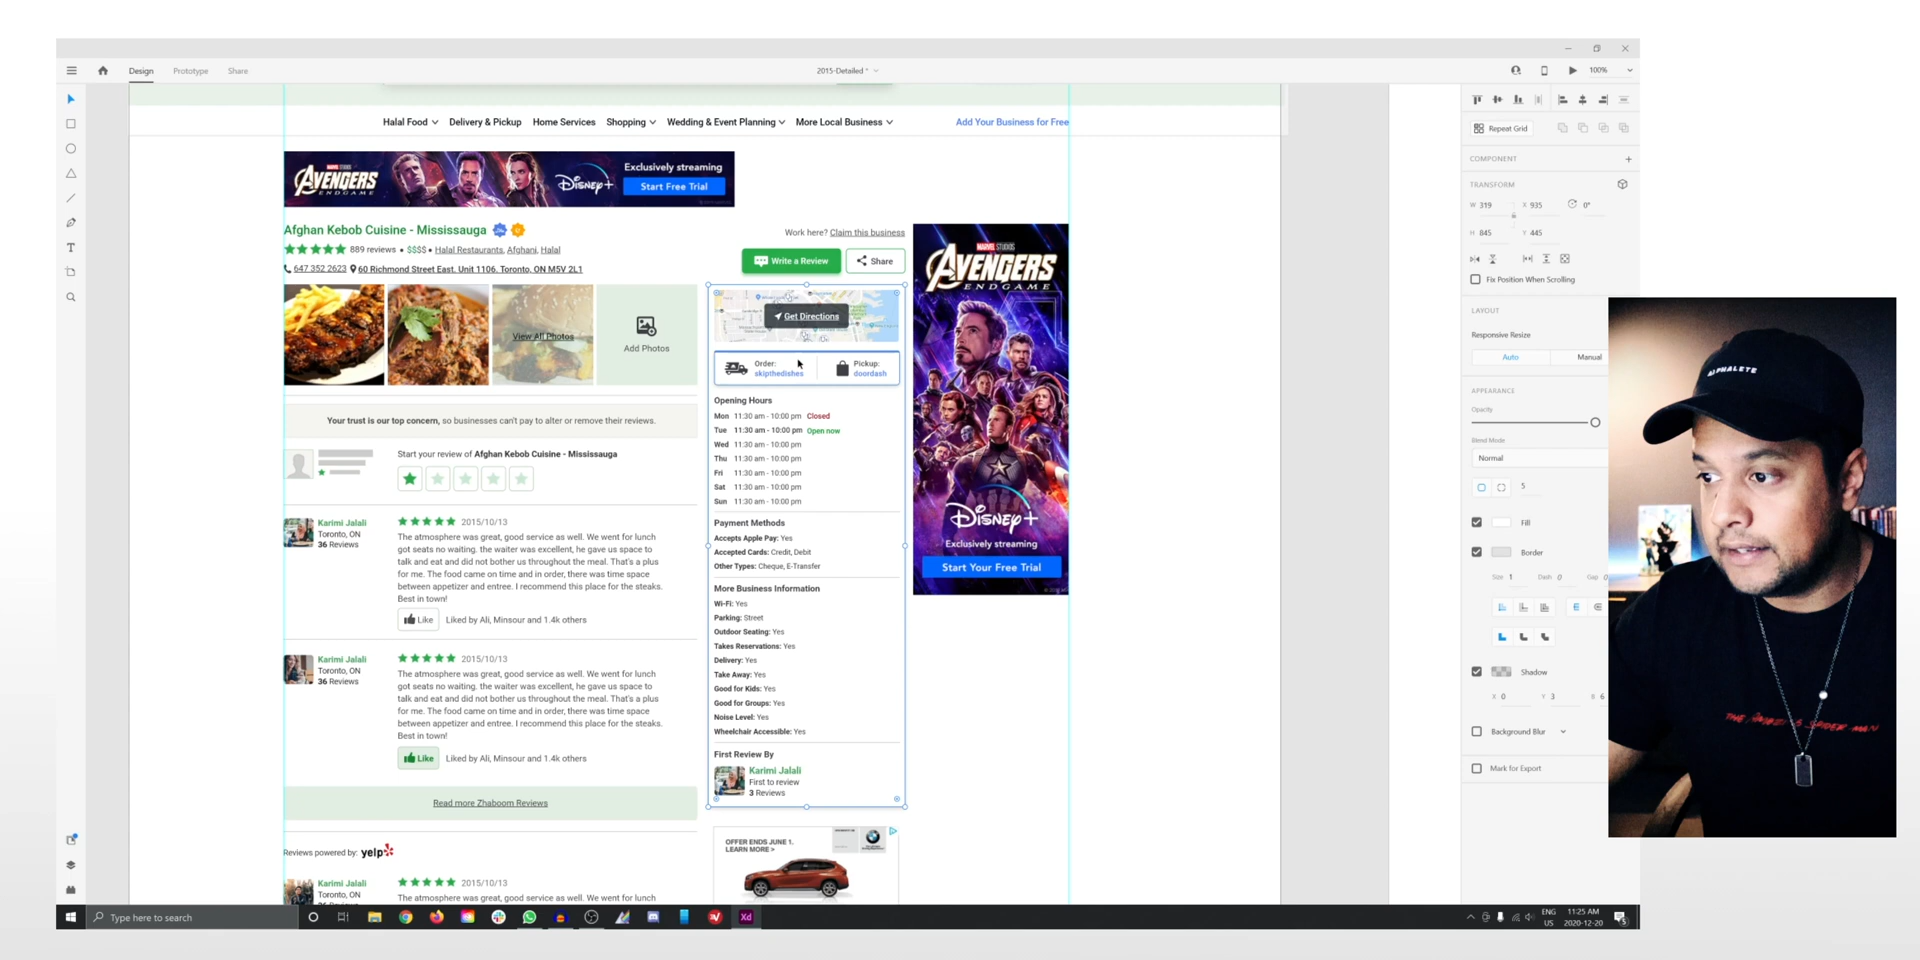 Design
Prototype
Share
2015-Detailed *
100%
Halal Food
Delivery & Pickup
Home Services
Shopping
Wedding & Event Planning
More Local Business
Add Your Business for Free
MARVEL STUDIOS
AVENGERS
ENDGAME
Disney+
Exclusively streaming
Start Free Trial
Afghan Kebob Cuisine - Mississauga
889 reviews • $$$$ • Halal Restaurants, Afghani, Halal
647 352 2623
60 Richmond Street East, Unit 1106, Toronto, ON M5V 2L1
Work here? Claim this business
Write a Review
Share
View All Photos
Add Photos
Get Directions
Order:
skipthedishes
Pickup:
doordash
Your trust is our top concern, so businesses can't pay to alter or remove their reviews.
Start your review of Afghan Kebob Cuisine - Mississauga
Karimi Jalali
Toronto, ON
36 Reviews
2015/10/13
The atmosphere was great, good service as well. We went for lunch
got seats no waiting. the waiter was excellent, he gave us space to
talk and eat and did not bother us throughout the meal. That's a plus
for me. The food came on time and in order, there was time space
between appetizer and entree. I recommend this place for the steaks.
Best in town!
Like
Liked by Ali, Minsour and 1.4k others
Karimi Jalali
Toronto, ON
36 Reviews
2015/10/13
The atmosphere was great, good service as well. We went for lunch
got seats no waiting. the waiter was excellent, he gave us space to
talk and eat and did not bother us throughout the meal. That's a plus
for me. The food came on time and in order, there was time space
between appetizer and entree. I recommend this place for the steaks.
Best in town!
Like
Liked by Ali, Minsour and 1.4k others
Read more Zhaboom Reviews
Reviews powered by: yelp
Karimi Jalali
Toronto, ON
2015/10/13
The atmosphere was great, good service as well. We went for lunch
Opening Hours
Mon 11:30 am - 10:00 pm Closed
Tue 11:30 am - 10:00 pm Open now
Wed 11:30 am - 10:00 pm
Thu 11:30 am - 10:00 pm
Fri 11:30 am - 10:00 pm
Sat 11:30 am - 10:00 pm
Sun 11:30 am - 10:00 pm
Payment Methods
Accepts Apple Pay: Yes
Accepted Cards: Credit, Debit
Other Types: Cheque, E-Transfer
More Business Information
Wi-Fi: Yes
Parking: Street
Outdoor Seating: Yes
Takes Reservations: Yes
Delivery: Yes
Take Away: Yes
Good for Kids: Yes
Good for Groups: Yes
Noise Level: Yes
Wheelchair Accessible: Yes
First Review By
Karimi Jalali
First to review
3 Reviews
OFFER ENDS JUNE 1.
LEARN MORE >
MARVEL STUDIOS
AVENGERS
ENDGAME
Disney+
Exclusively streaming
Start Your Free Trial
Repeat Grid
COMPONENT
TRANSFORM
W 319
X 935
0°
H 845
Y 445
Fix Position When Scrolling
LAYOUT
Responsive Resize
Auto
Manual
APPEARANCE
Opacity
Blend Mode
Normal
5
Fill
Border
Size 1
Dash 0
Gap 0
Shadow
X 0
Y 3
B 6
Background Blur
Mark for Export
ALPHALETE
Type here to search
Xd
ENG
US
11:25 AM
2020-12-20